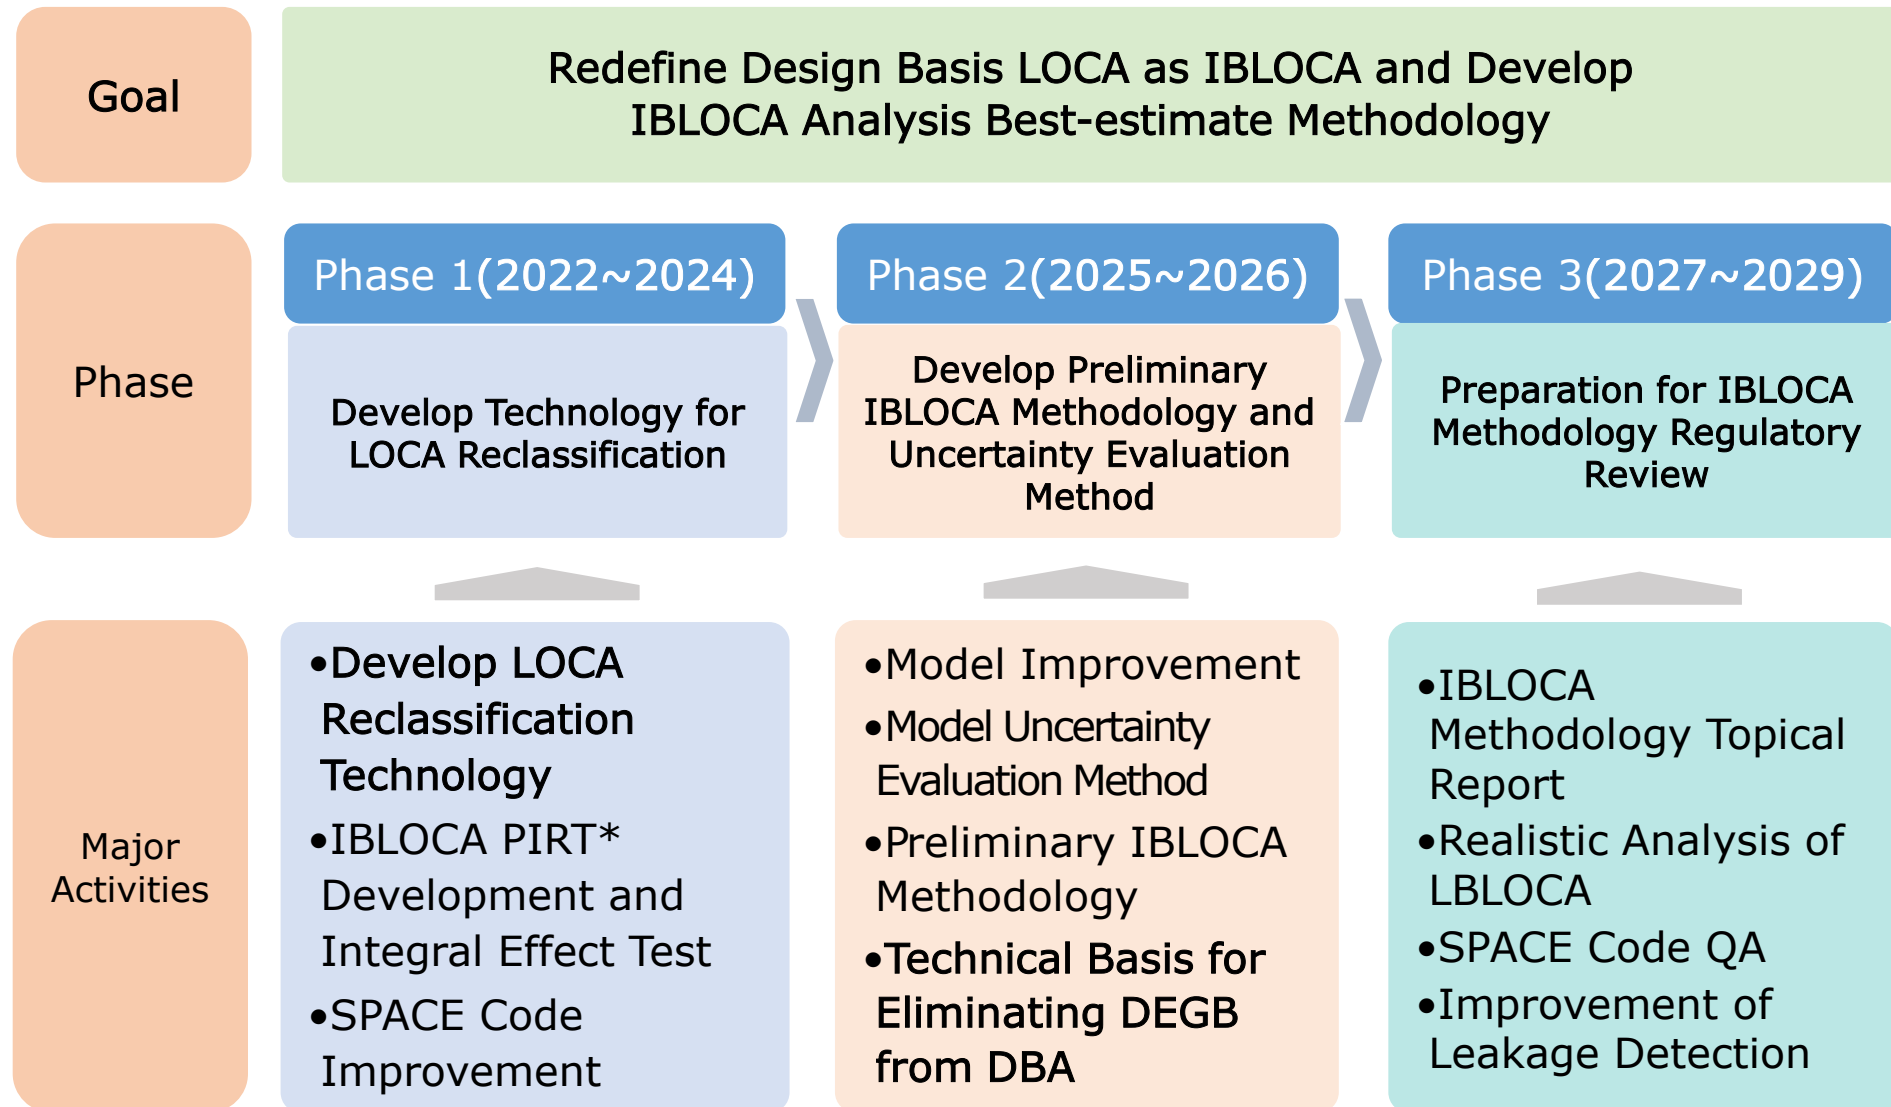 Goal
Redefine Design Basis LOCA as IBLOCA and Develop
IBLOCA Analysis Best-estimate Methodology
Phase
Phase 1(2022~2024)
Develop Technology for
LOCA Reclassification
Phase 2(2025~2026)
Develop Preliminary
IBLOCA Methodology and
Uncertainty Evaluation
Method
Phase 3(2027~2029)
Preparation for IBLOCA
Methodology Regulatory
Review
Major
Activities
•Develop LOCA
Reclassification
Technology
•IBLOCA PIRT*
Development and
Integral Effect Test
•SPACE Code
Improvement
•Model Improvement
•Model Uncertainty
Evaluation Method
•Preliminary IBLOCA
Methodology
•Technical Basis for
Eliminating DEGB
from DBA
•IBLOCA
Methodology Topical
Report
•Realistic Analysis of
LBLOCA
•SPACE Code QA
•Improvement of
Leakage Detection